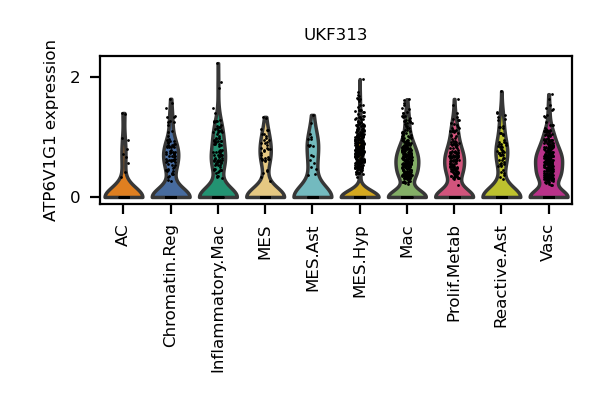 UKF313
ATP6V1G1 expression
2
0
AC
Chromatin.Reg
Inflammatory.Mac
MES
MES.Ast
MES.Hyp
Mac
Prolif.Metab
Reactive.Ast
Vasc